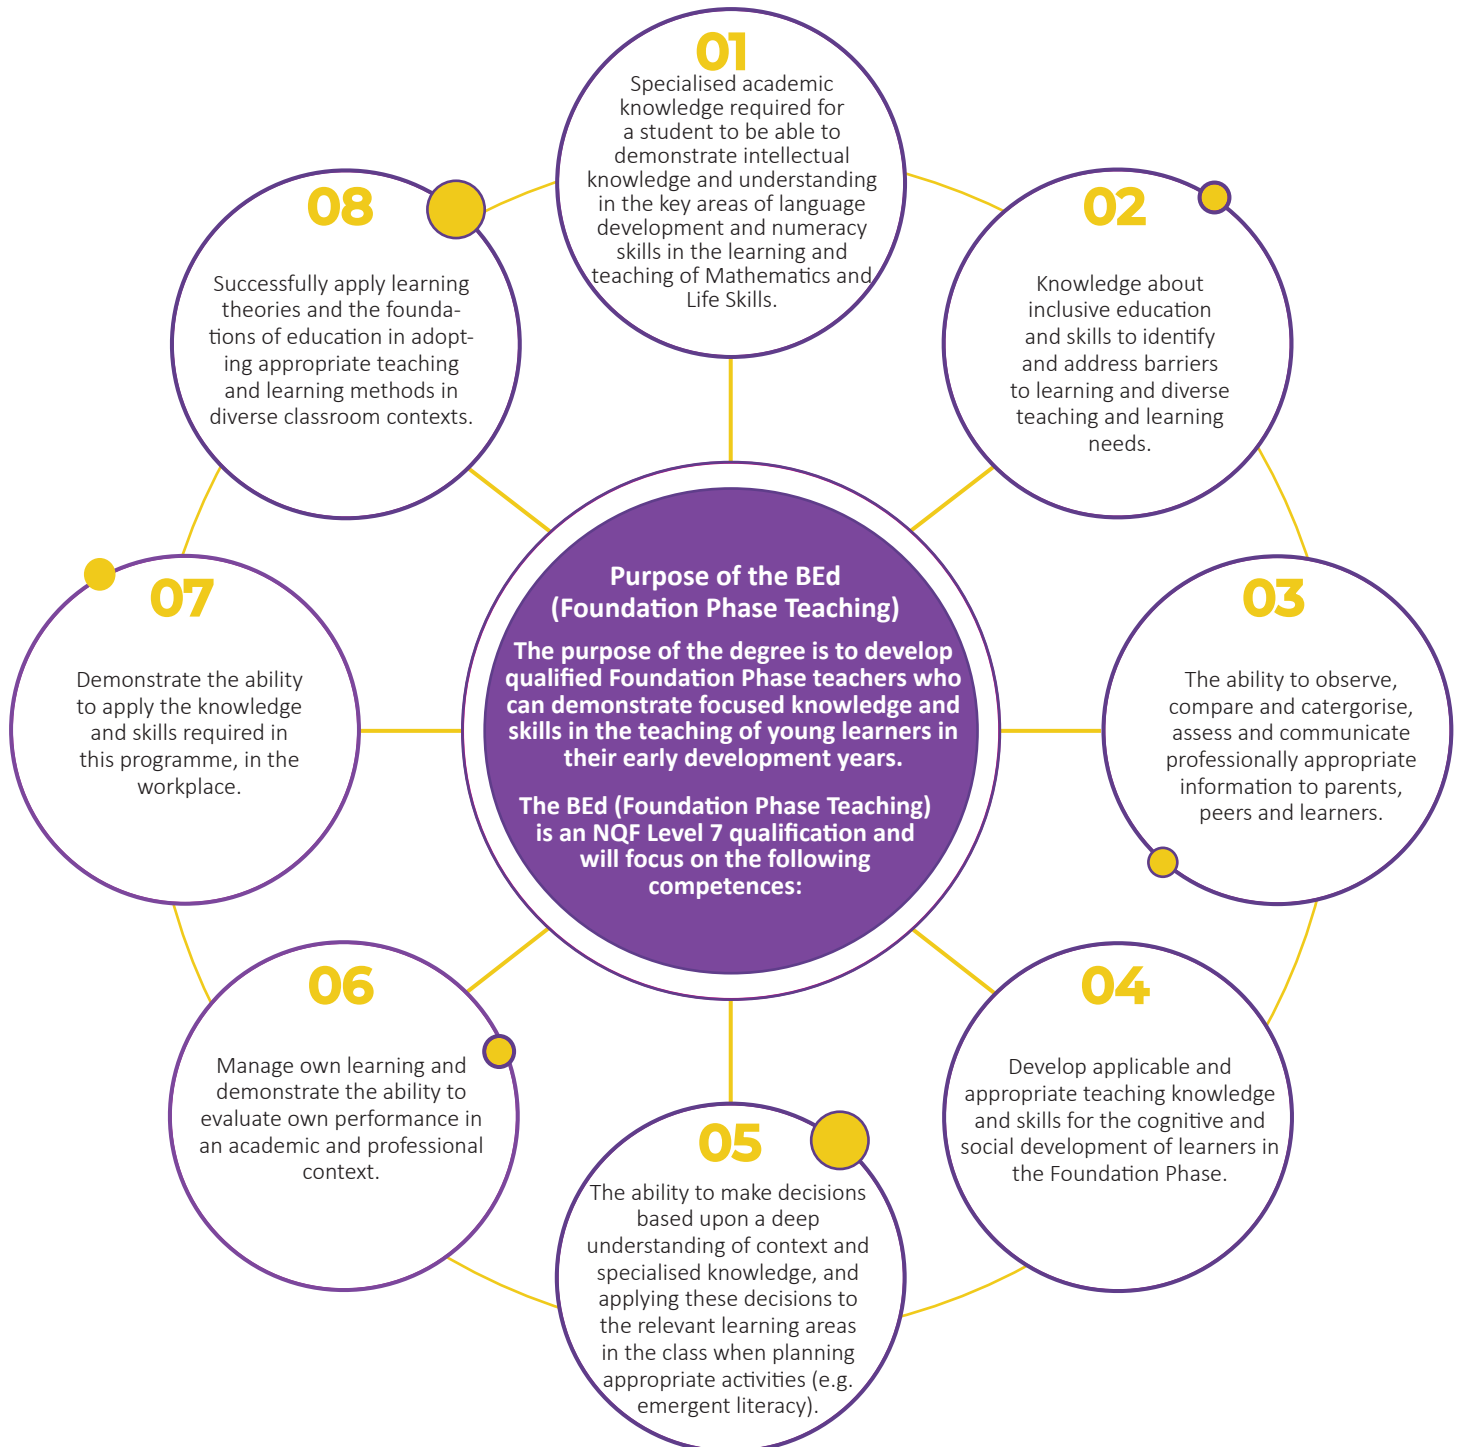 Purpose of the BEd
(Foundation Phase Teaching)
The purpose of the degree is to develop
qualified Foundation Phase teachers who
can demonstrate focused knowledge and
skills in the teaching of young learners in
their early development years.
The BEd (Foundation Phase Teaching)
is an NQF Level 7 qualification and
will focus on the following
competences:
01
Specialised academic
knowledge required for
a student to be able to
demonstrate intellectual
knowledge and understanding
in the key areas of language
development and numeracy
skills in the learning and
teaching of Mathematics and
Life Skills.
02
Knowledge about
inclusive education
and skills to identify
and address barriers
to learning and diverse
teaching and learning
needs.
03
The ability to observe,
compare and catergorise,
assess and communicate
professionally appropriate
information to parents,
peers and learners.
04
Develop applicable and
appropriate teaching knowledge
and skills for the cognitive and
social development of learners in
the Foundation Phase.
05
The ability to make decisions
based upon a deep
understanding of context and
specialised knowledge, and
applying these decisions to
the relevant learning areas
in the class when planning
appropriate activities (e.g.
emergent literacy).
06
Manage own learning and
demonstrate the ability to
evaluate own performance in
an academic and professional
context.
07
Demonstrate the ability
to apply the knowledge
and skills required in
this programme, in the
workplace.
08
Successfully apply learning
theories and the founda-
tions of education in adopt-
ing appropriate teaching
and learning methods in
diverse classroom contexts.